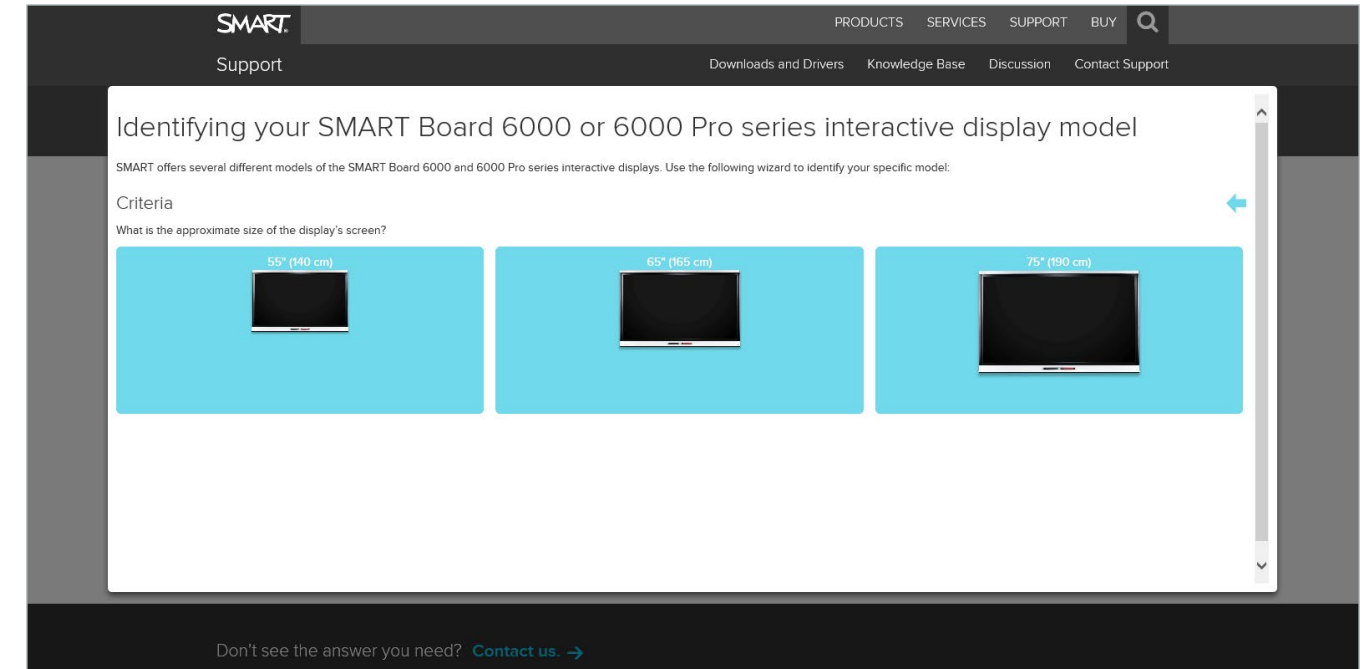 SMART.
PRODUCTS SERVICES SUPPORT BUY
Support
Downloads and Drivers Knowledge Base Discussion Contact Support
Identifying your SMART Board 6000 or 6000 Pro series interactive display model
SMART offers several different models of the SMART Board 6000 and 6000 Pro series interactive displays. Use the following wizard to identify your specific model:
Criteria
What is the approximate size of the display's screen?
55" (140 cm)
65" (165 cm)
75" (190 cm)
Don't see the answer you need? Contact us. →